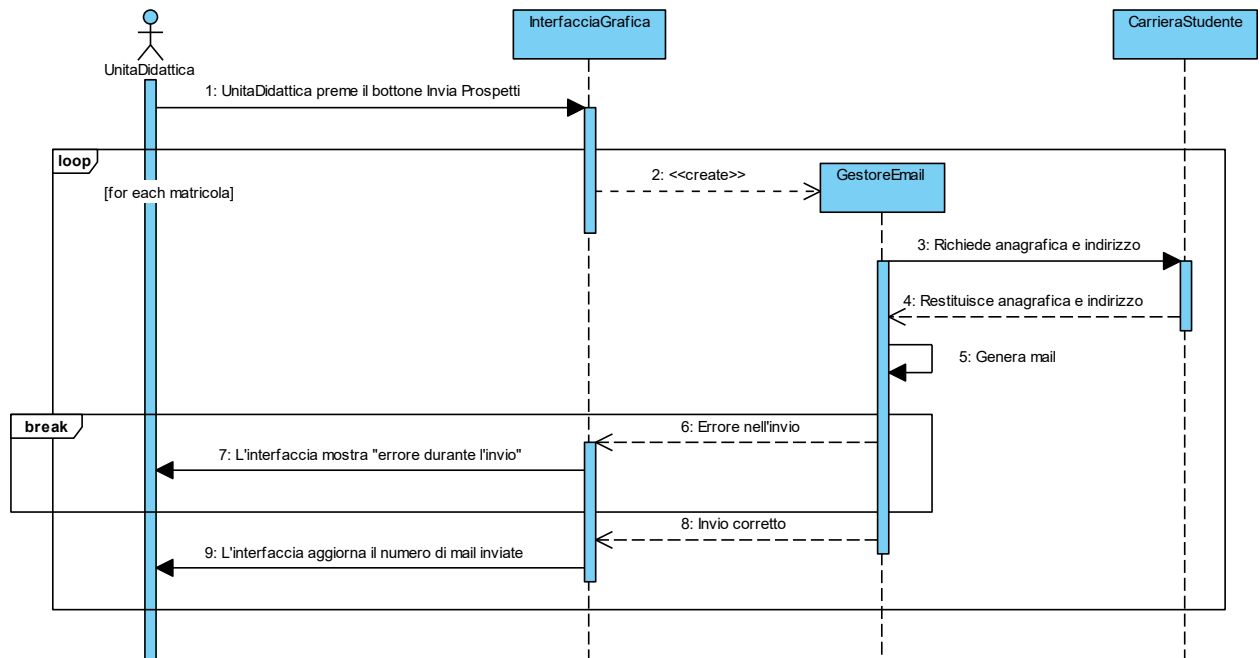 UnitaDidattica
InterfacciaGrafica
CarrieraStudente
1: UnitaDidattica preme il bottone Invia Prospetti
loop
[for each matricola]
2: <<create>>
GestoreEmail
3: Richiede anagrafica e indirizzo
4: Restituisce anagrafica e indirizzo
5: Genera mail
break
6: Errore nell'invio
7: L'interfaccia mostra "errore durante l'invio"
8: Invio corretto
9: L'interfaccia aggiorna il numero di mail inviate